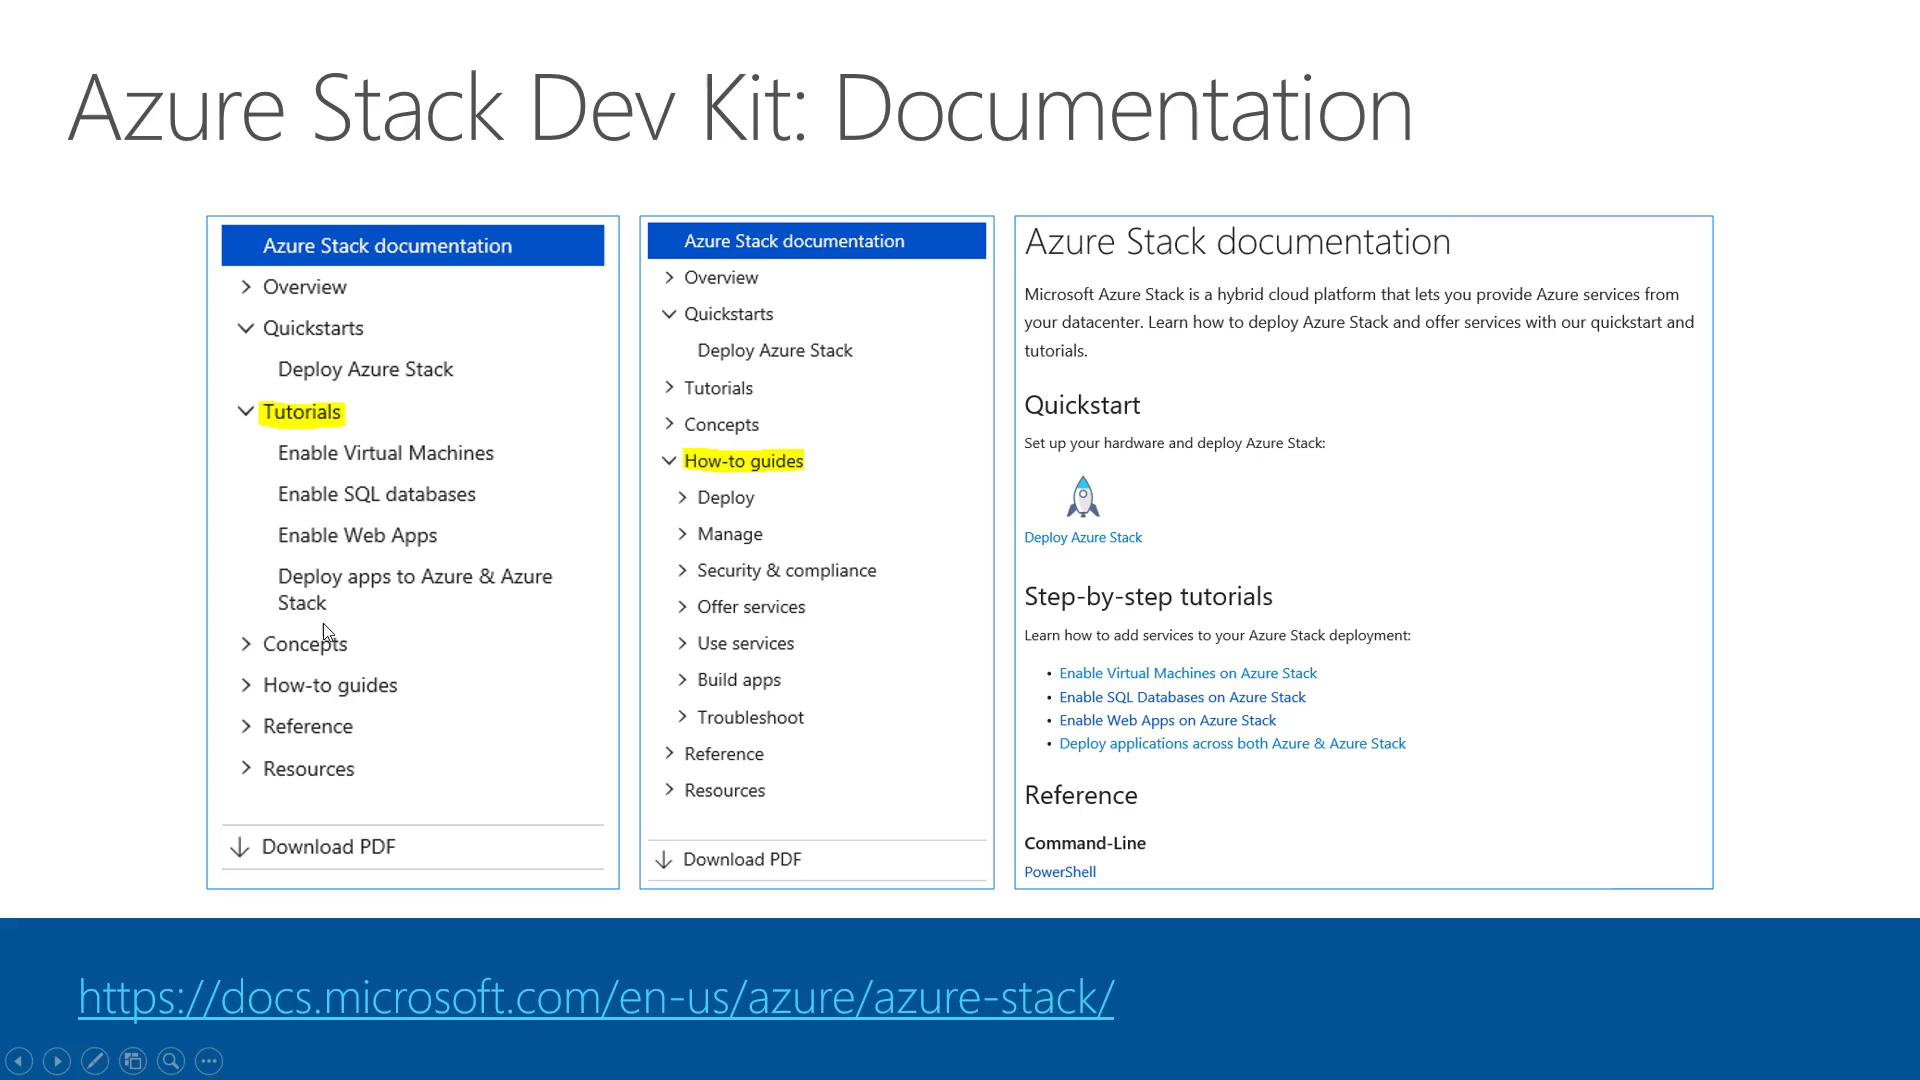 Azure Stack Dev Kit: Documentation
Azure Stack documentation
Overview
Quickstarts
Deploy Azure Stack
Tutorials
Enable Virtual Machines
Enable SQL databases
Enable Web Apps
Deploy apps to Azure & Azure
Stack
Concepts
How-to guides
Reference
Resources
Download PDF
Azure Stack documentation
Overview
Quickstarts
Deploy Azure Stack
Tutorials
Concepts
How-to guides
Deploy
Manage
Security & compliance
Offer services
Use services
Build apps
Troubleshoot
Reference
Resources
Download PDF
Azure Stack documentation
Microsoft Azure Stack is a hybrid cloud platform that lets you provide Azure services from
your datacenter. Learn how to deploy Azure Stack and offer services with our quickstart and
tutorials.
Quickstart
Set up your hardware and deploy Azure Stack:
Deploy Azure Stack
Step-by-step tutorials
Learn how to add services to your Azure Stack deployment:
• Enable Virtual Machines on Azure Stack
• Enable SQL Databases on Azure Stack
• Enable Web Apps on Azure Stack
• Deploy applications across both Azure & Azure Stack
Reference
Command-Line
PowerShell
https://docs.microsoft.com/en-us/azure/azure-stack/